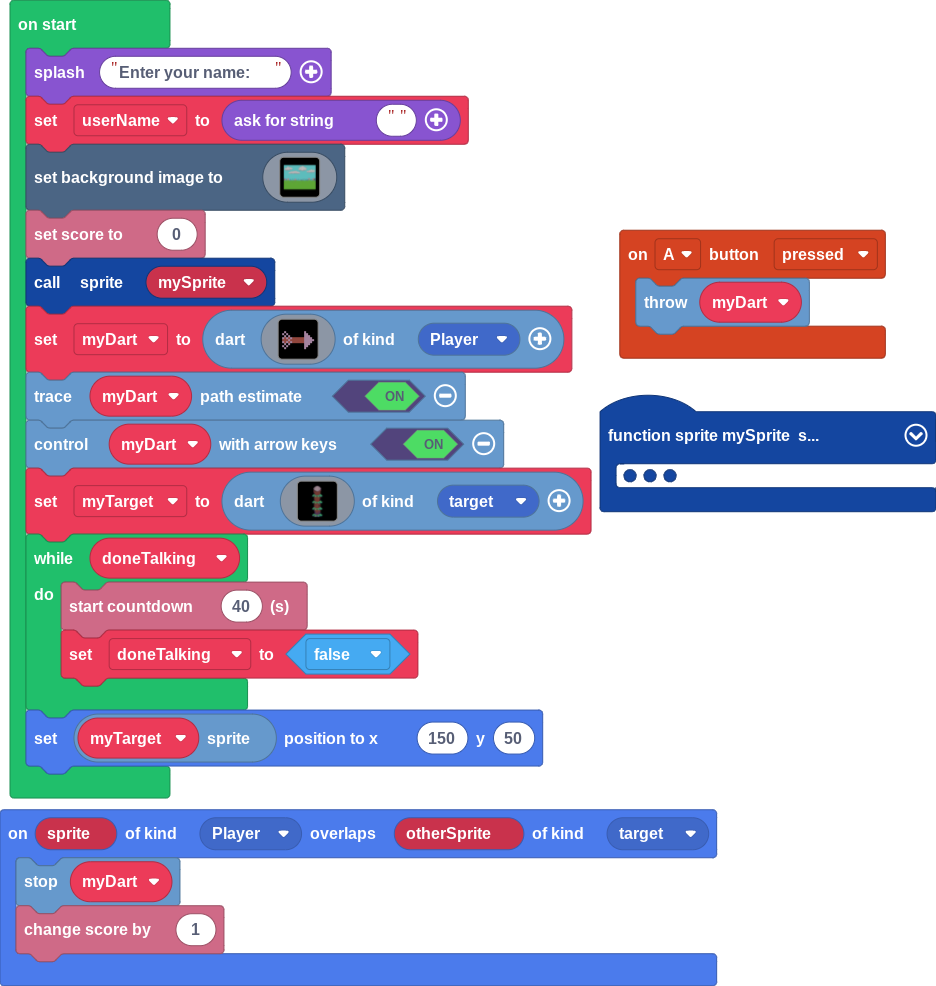 on start
splash "Enter your name: "
set userName to ask for string " "
set background image to
set score to 0
call sprite mySprite
set myDart to dart of kind Player
trace myDart path estimate ON
control myDart with arrow keys ON
set myTarget to dart of kind target
while doneTalking
do
start countdown 40 (s)
set doneTalking to false
set myTarget sprite position to x 150 y 50
on A button pressed
throw myDart
function sprite mySprite s...
on sprite of kind Player overlaps otherSprite of kind target
stop myDart
change score by 1